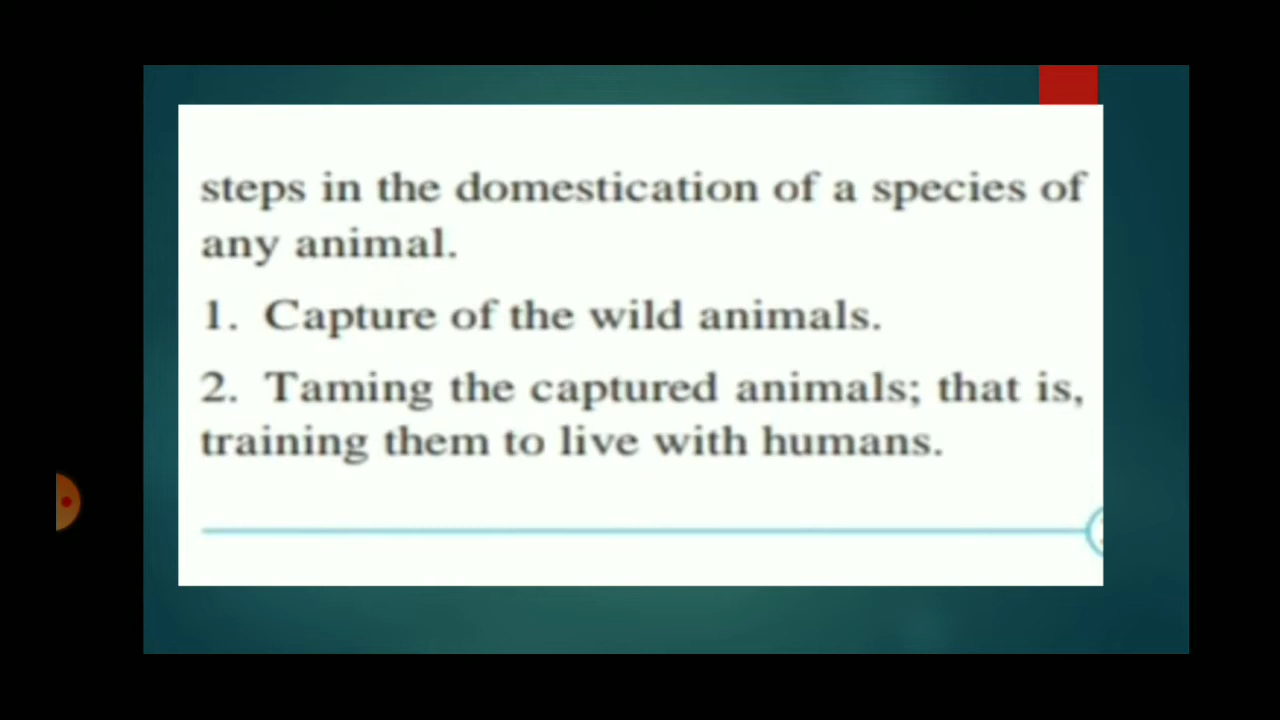 steps in the domestication of a species of
any animal.
1. Capture of the wild animals.
2. Taming the captured animals; that is,
training them to live with humans.